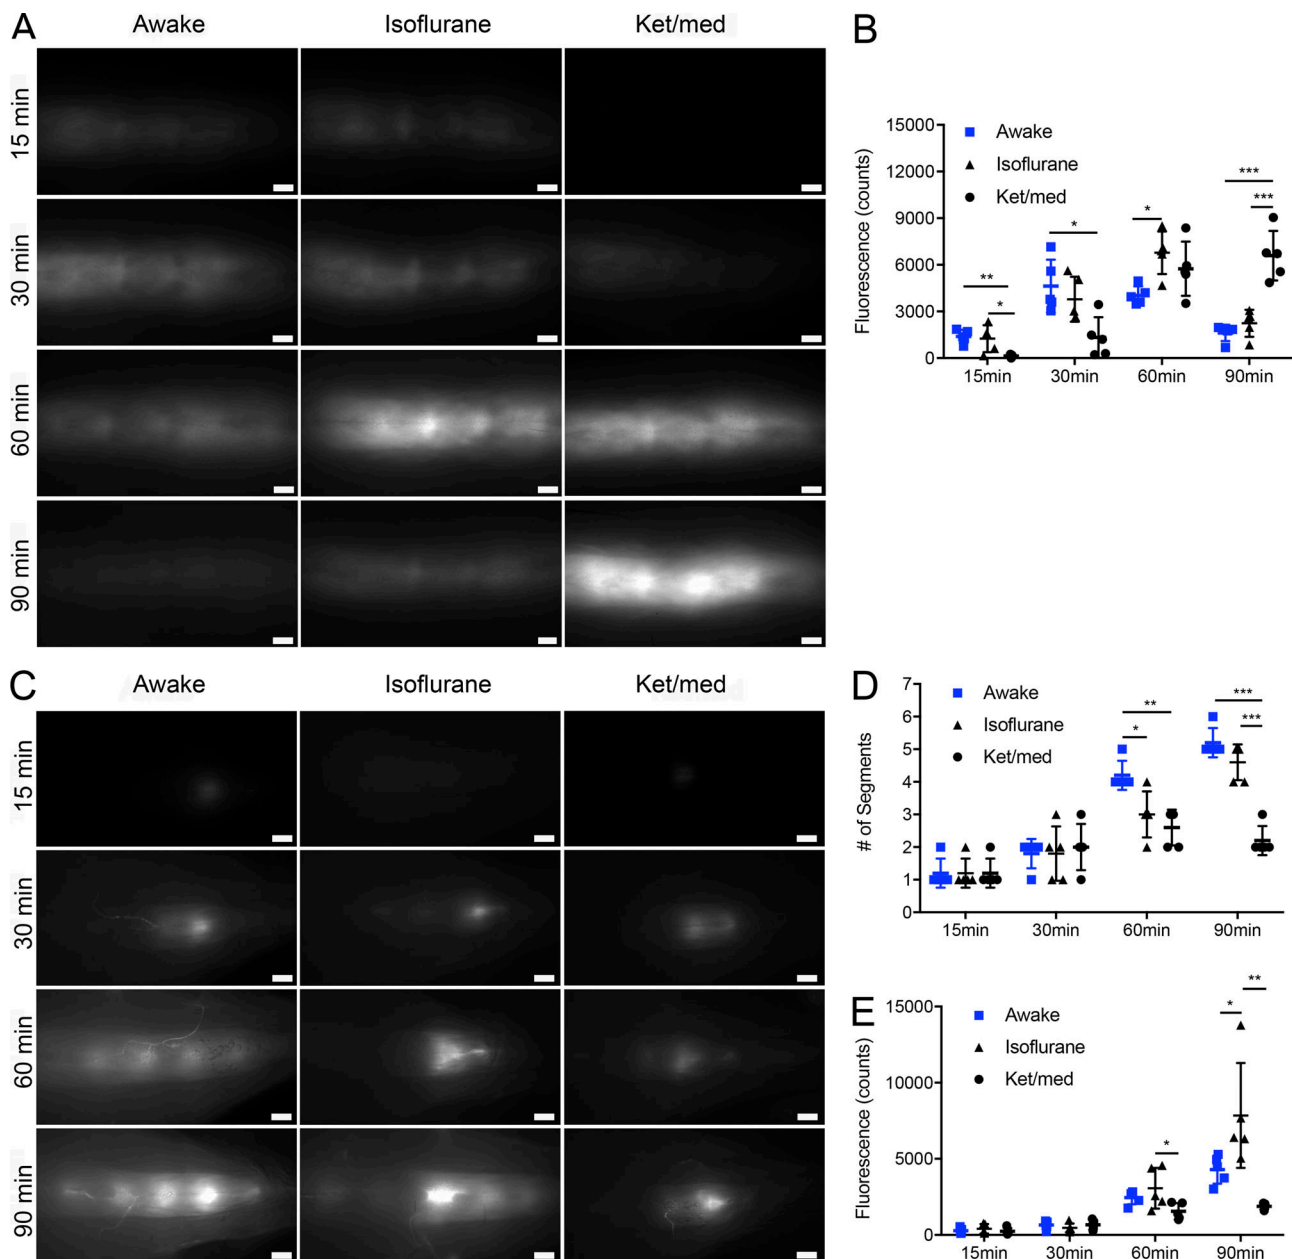 A
Awake
Isoflurane
Ket/med
15 min
30 min
60 min
90 min
B
Fluorescence (counts)
15000
12000
9000
6000
3000
0
Awake
Isoflurane
Ket/med
**
*
*
*
***
***
15min
30min
60min
90min
C
Awake
Isoflurane
Ket/med
15 min
30 min
60 min
90 min
D
# of Segments
7
6
5
4
3
2
1
0
Awake
Isoflurane
Ket/med
**
*
***
***
15min
30min
60min
90min
E
Fluorescence (counts)
15000
10000
5000
0
Awake
Isoflurane
Ket/med
*
*
**
15min
30min
60min
90min